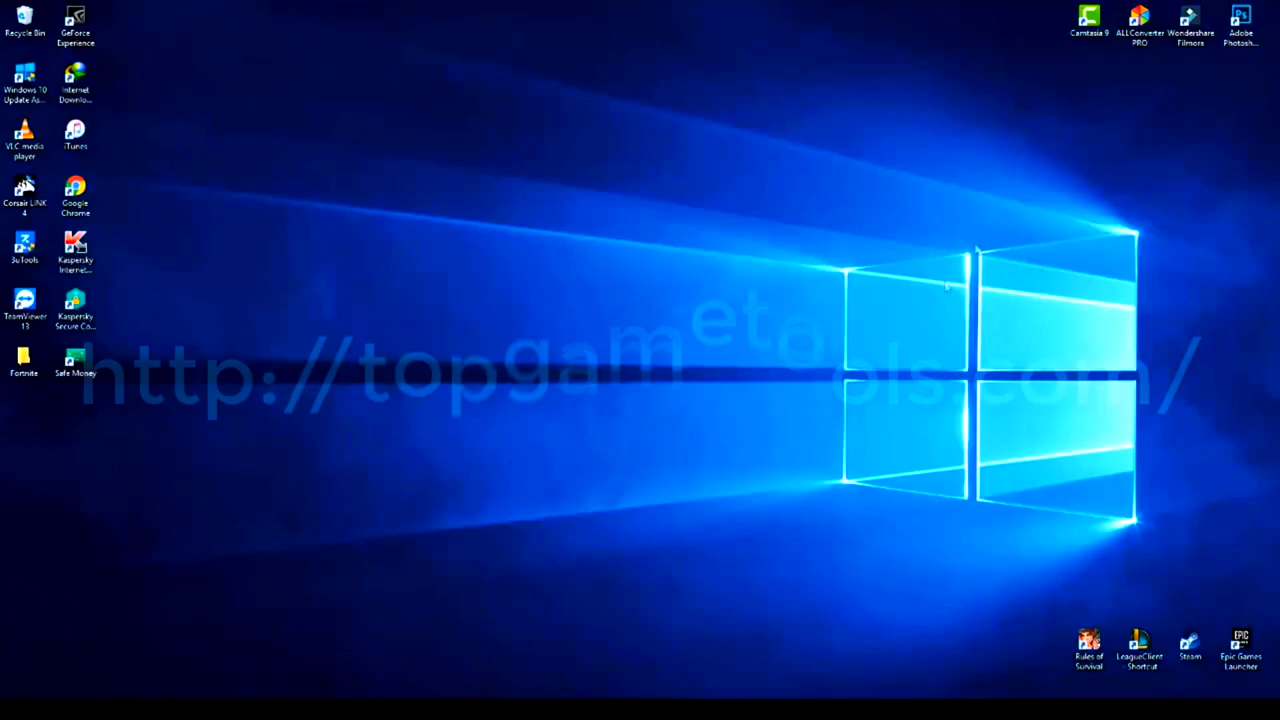 Recycle Bin
GeForce
Experience
Camtasia 9
ALLConverter
PRO
Wondershare
Filmora
Adobe
Photosh...
Windows 10
Update As...
Internet
Downlo...
VLC media
player
iTunes
Corsair LINK
4
Google
Chrome
3uTools
Kaspersky
Internet...
TeamViewer
13
Kaspersky
Secure Co...
Fortnite
Safe Money
http://topgametools.com/
Rules of
Survival
LeagueClient
Shortcut
Steam
EPIC
Epic Games
Launcher
Ps